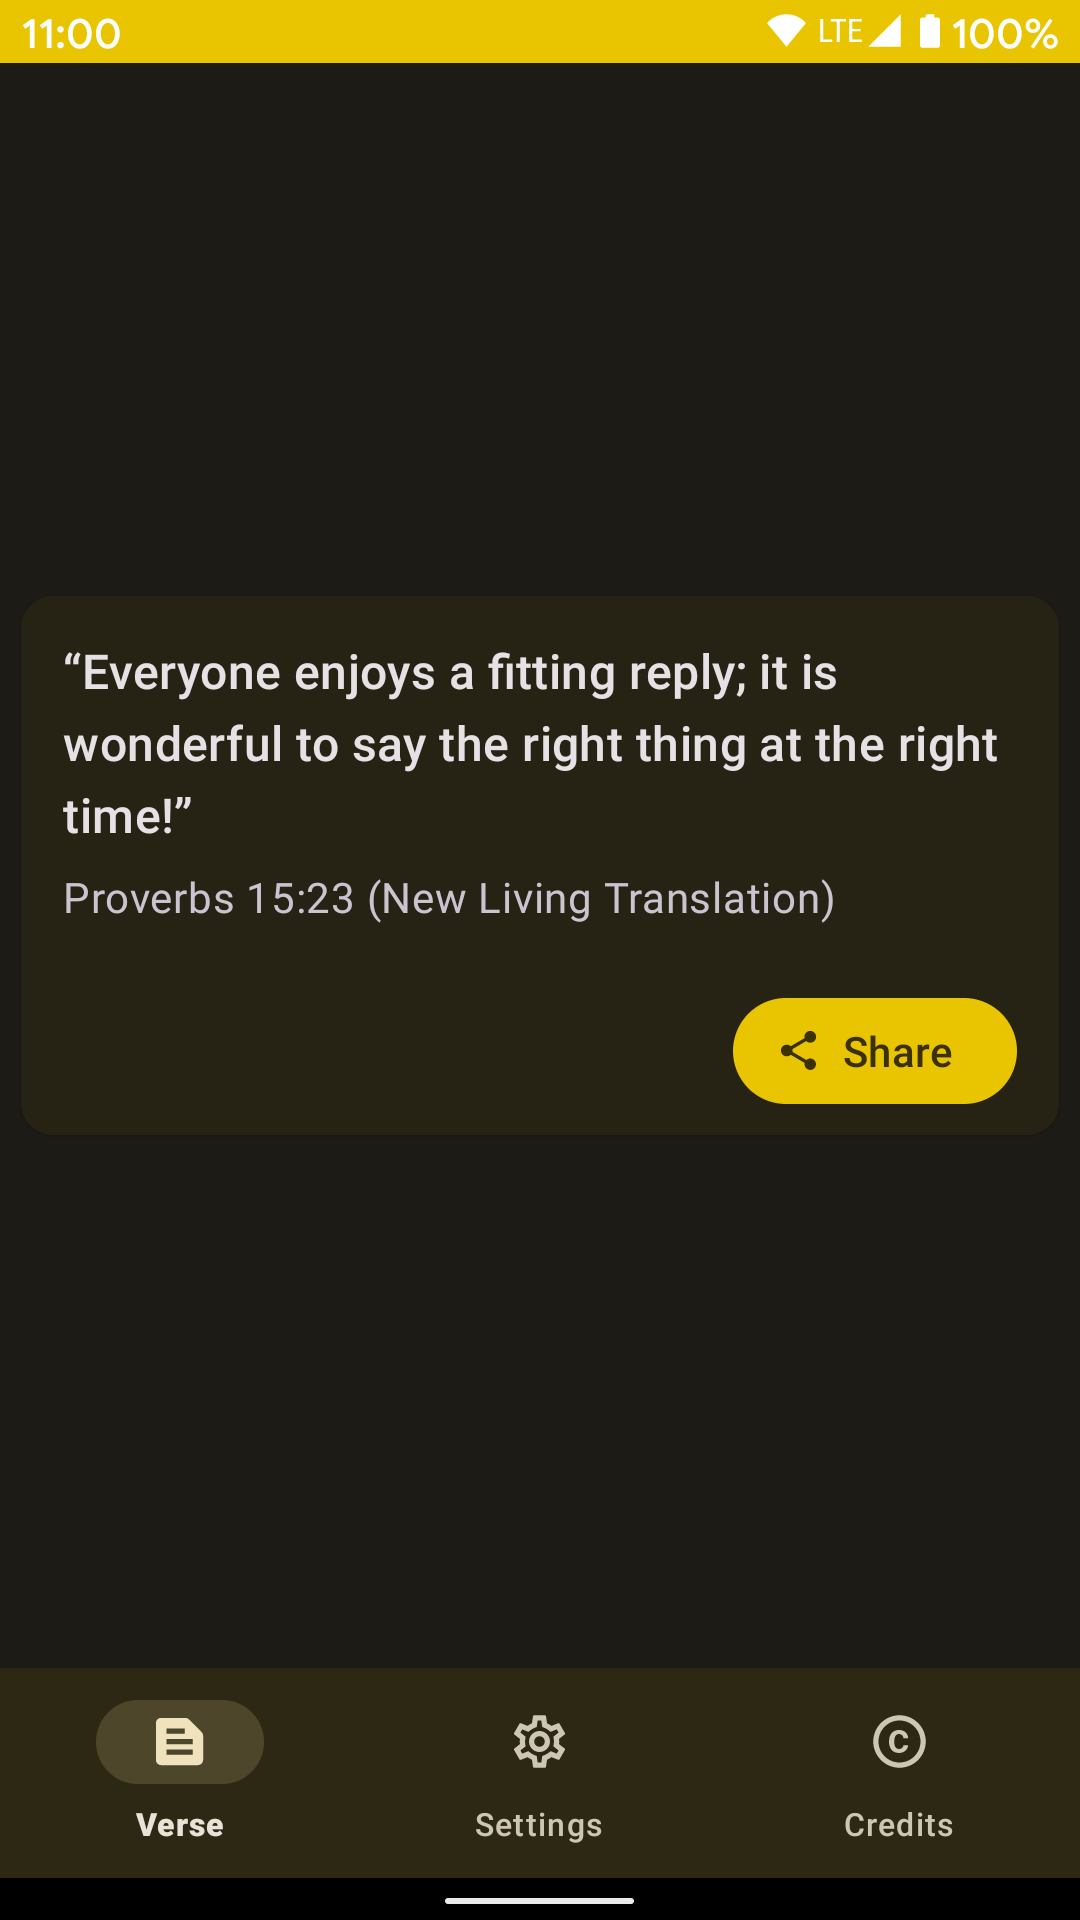 11:00 LTE 100%
“Everyone enjoys a fitting reply; it is
wonderful to say the right thing at the right
time!”
Proverbs 15:23 (New Living Translation)
Share
Verse Settings Credits